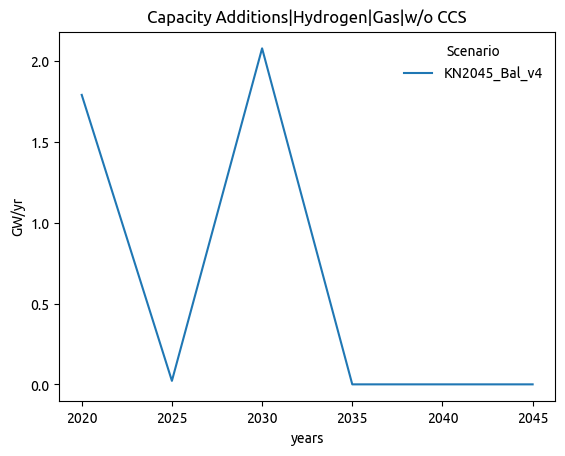 Capacity Additions|Hydrogen|Gas|w/o CCS
Scenario
KN2045_Bal_v4
GW/yr
2.0
1.5
1.0
0.5
0.0
2020 2025 2030 2035 2040 2045
years